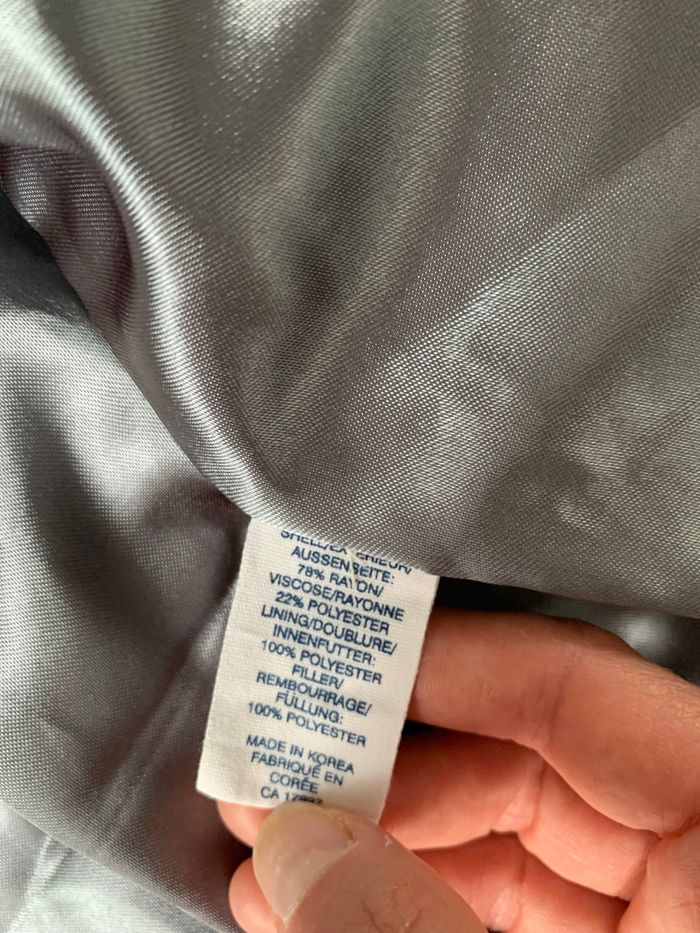 AUSSENSEITE:
78% RAYON/
VISCOSE/RAYONNE
22% POLYESTER
LINING/DOUBLURE/
INNENFUTTER:
100% POLYESTER
FILLER/
REMBOURRAGE/
FÜLLUNG:
100% POLYESTER
MADE IN KOREA
FABRIQUÉ EN
CORÉE
CA